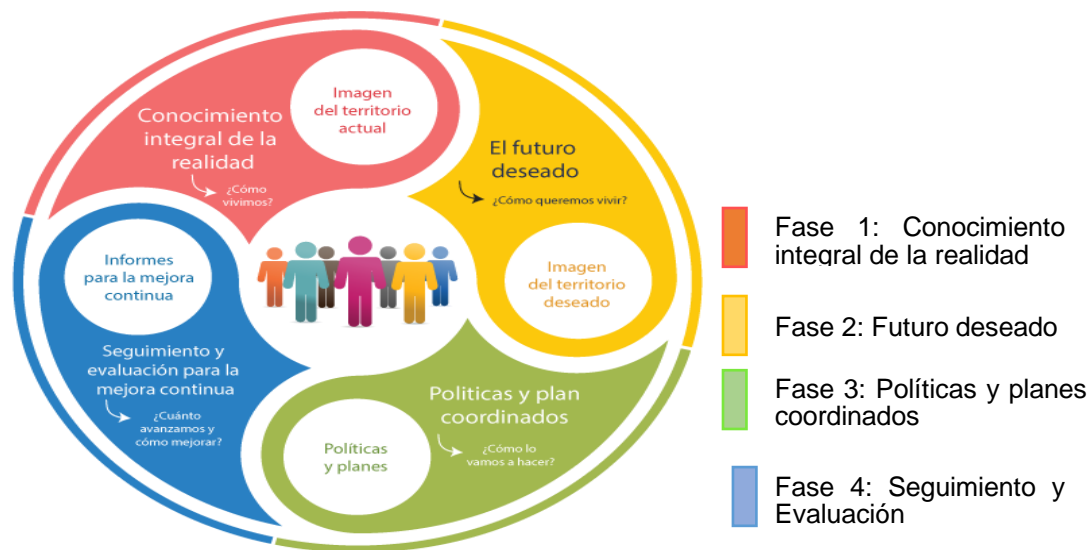 Imagen
del territorio
actual
Conocimiento
integral de la
realidad
¿Cómo
vivimos?
El futuro
deseado
¿Cómo queremos vivir?
Imagen
del territorio
deseado
Informes
para la mejora
continua
Seguimiento y
evaluación para la
mejora continua
¿Cuánto
avanzamos y
cómo mejorar?
Politicas y plan
coordinados
¿Cómo lo
vamos a hacer?
Políticas
y planes
Fase 1: Conocimiento
integral de la realidad
Fase 2: Futuro deseado
Fase 3: Políticas y planes
coordinados
Fase 4: Seguimiento y
Evaluación